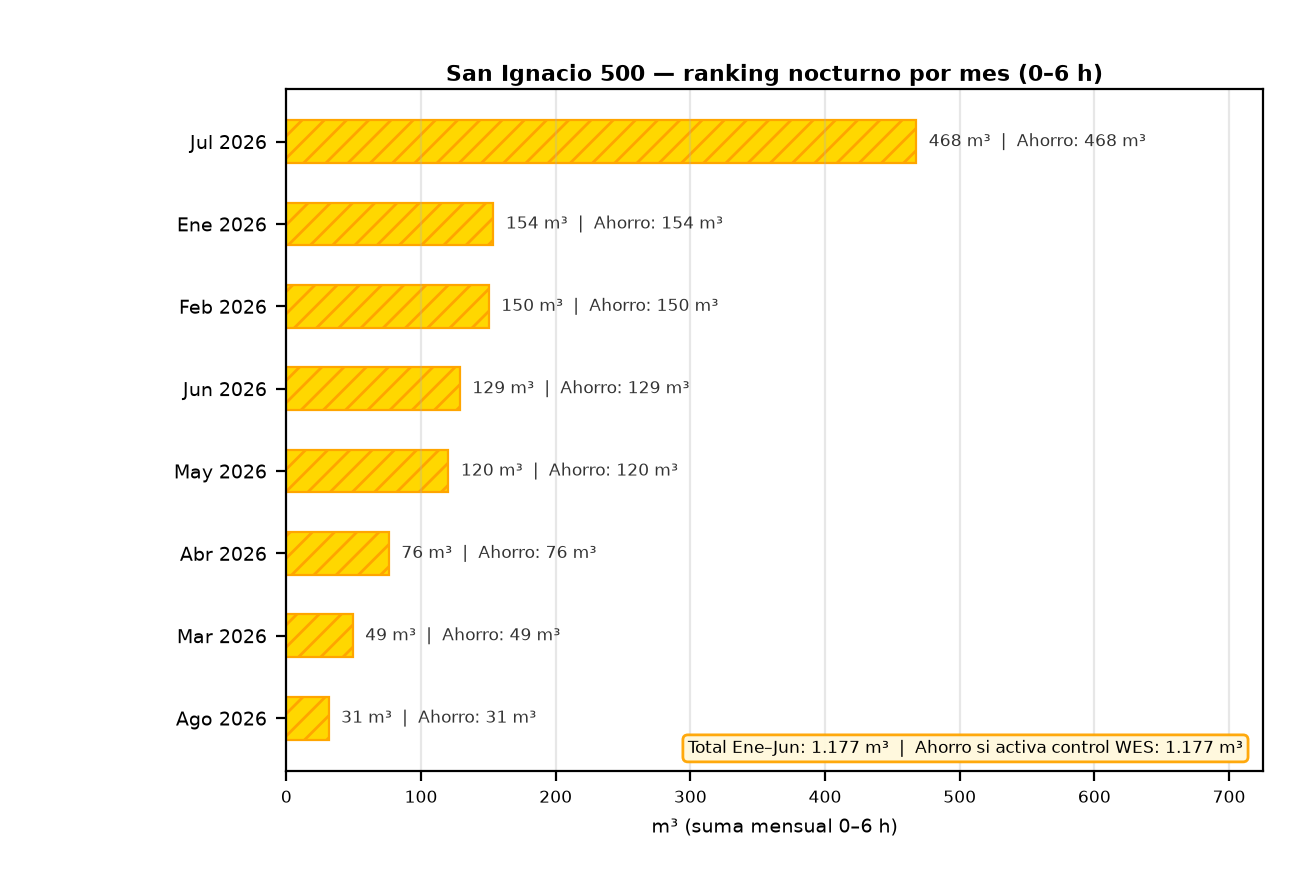 San Ignacio 500 — ranking nocturno por mes (0–6 h)
Jul 2026
468 m³ | Ahorro: 468 m³
Ene 2026
154 m³ | Ahorro: 154 m³
Feb 2026
150 m³ | Ahorro: 150 m³
Jun 2026
129 m³ | Ahorro: 129 m³
May 2026
120 m³ | Ahorro: 120 m³
Abr 2026
76 m³ | Ahorro: 76 m³
Mar 2026
49 m³ | Ahorro: 49 m³
Ago 2026
31 m³ | Ahorro: 31 m³
Total Ene–Jun: 1.177 m³ | Ahorro si activa control WES: 1.177 m³
0 100 200 300 400 500 600 700
m³ (suma mensual 0–6 h)